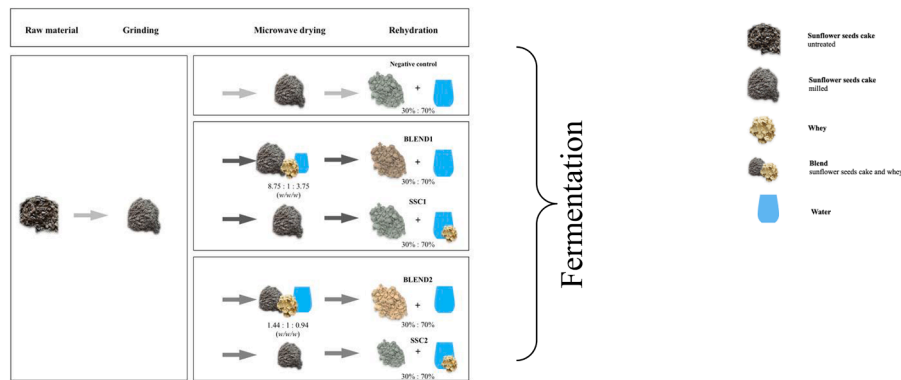 Raw material
Grinding
Microwave drying
Rehydration
Negative control
+
30% : 70%
BLEND1
+
30% : 70%
8.75 : 1 : 3.75
(w/w/w)
SSC1
+
30% : 70%
BLEND2
+
30% : 70%
1.44 : 1 : 0.94
(w/w/w)
SSC2
+
30% : 70%
Fermentation
Sunflower seeds cake
untreated
Sunflower seeds cake
milled
Whey
Blend
sunflower seeds cake and whey
Water